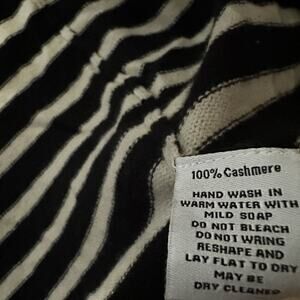 100% Cashmere
HAND WASH IN
WARM WATER WITH
MILD SOAP
DO NOT BLEACH
DO NOT WRING
RESHAPE AND
LAY FLAT TO DRY
MAY BE
DRY CLEANED